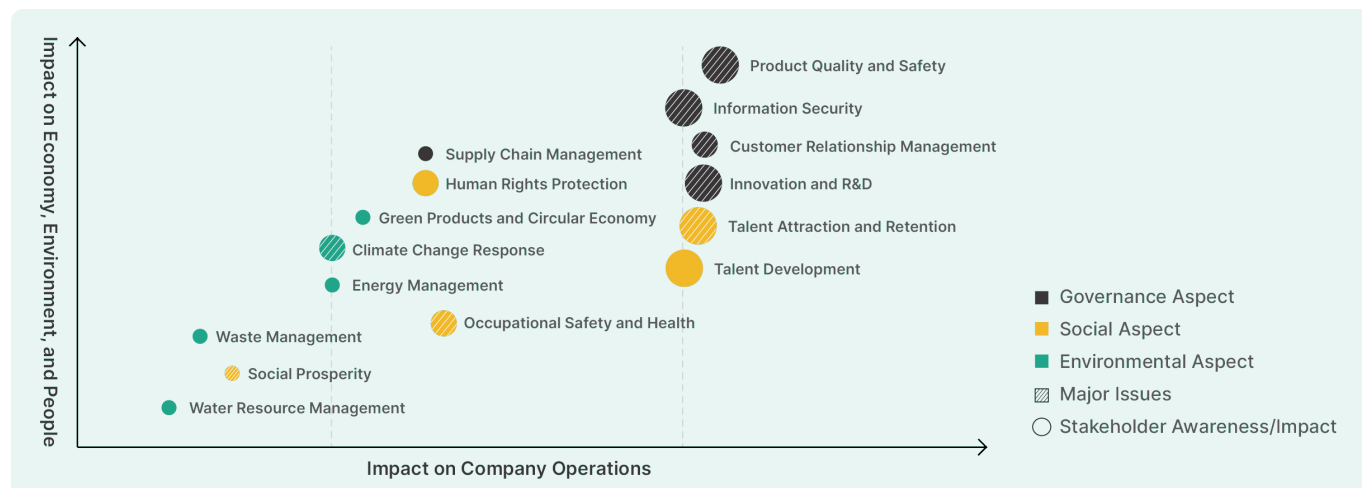 Impact on Economy, Environment, and People
Product Quality and Safety
Information Security
Customer Relationship Management
Supply Chain Management
Human Rights Protection
Innovation and R&D
Green Products and Circular Economy
Talent Attraction and Retention
Climate Change Response
Talent Development
Energy Management
Occupational Safety and Health
Waste Management
Social Prosperity
Water Resource Management
Impact on Company Operations
Governance Aspect
Social Aspect
Environmental Aspect
Major Issues
Stakeholder Awareness/Impact